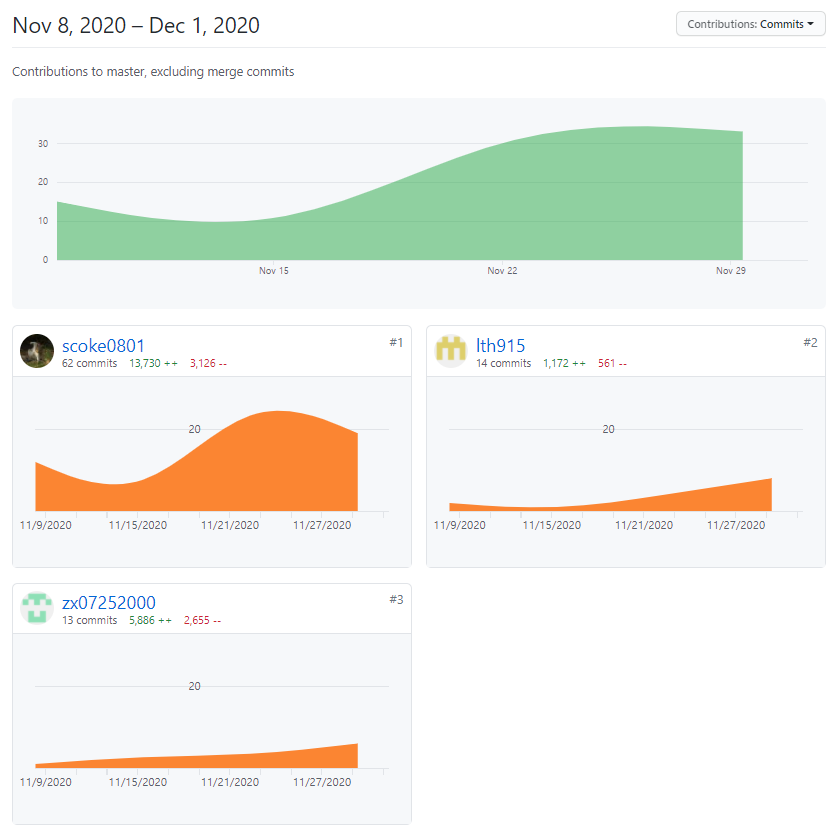 Nov 8, 2020 – Dec 1, 2020
Contributions: Commits
Contributions to master, excluding merge commits
30
20
10
0
Nov 15 Nov 22 Nov 29
scoke0801 #1
62 commits 13,730 ++ 3,126 --
20
11/9/2020 11/15/2020 11/21/2020 11/27/2020
lth915 #2
14 commits 1,172 ++ 561 --
20
11/9/2020 11/15/2020 11/21/2020 11/27/2020
zx07252000 #3
13 commits 5,886 ++ 2,655 --
20
11/9/2020 11/15/2020 11/21/2020 11/27/2020